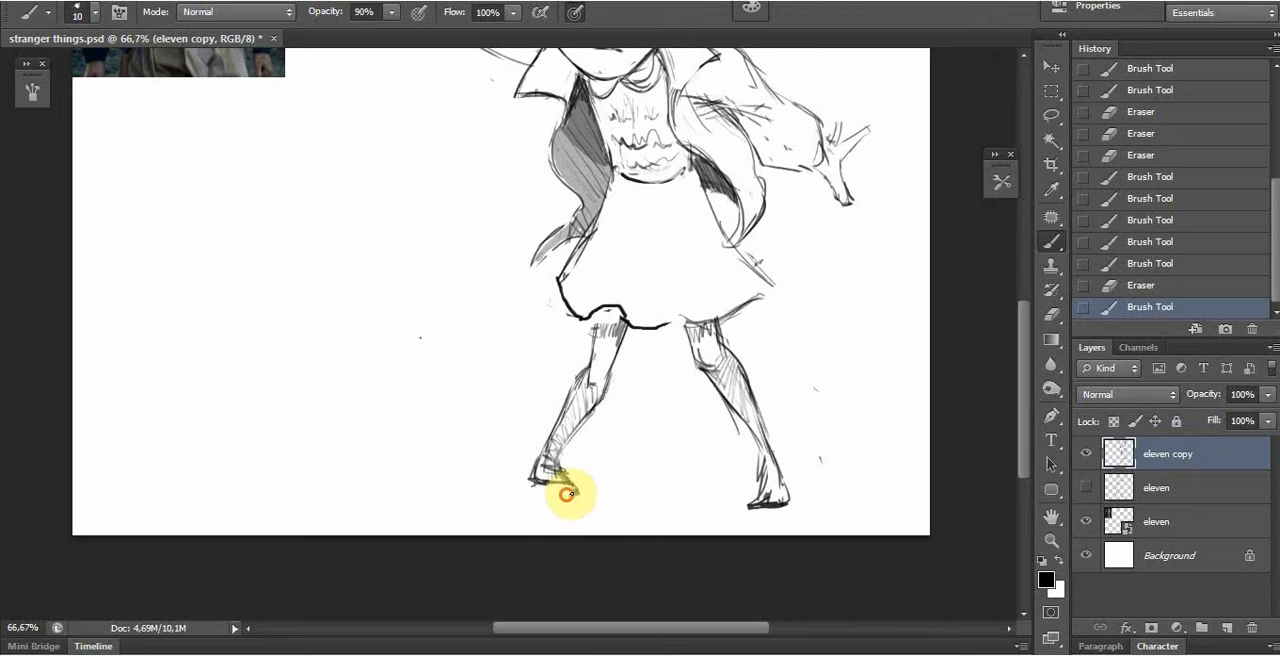 10 Mode: Normal Opacity: 90% Flow: 100% Properties Essentials
stranger things.psd @ 66,7% (eleven copy, RGB/8) * ×
History
Brush Tool
Brush Tool
Eraser
Eraser
Eraser
Brush Tool
Brush Tool
Brush Tool
Brush Tool
Brush Tool
Eraser
Brush Tool
Layers Channels
Kind
Normal Opacity: 100%
Lock: Fill: 100%
eleven copy
eleven
eleven
Background
66,67% Doc: 4,69M/10,1M
Mini Bridge Timeline Paragraph Character